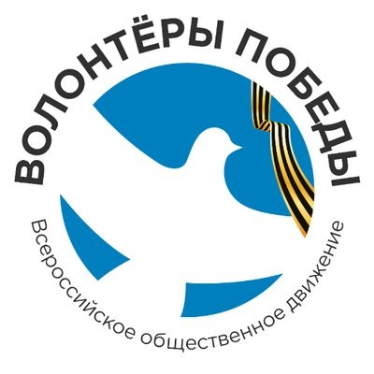 ВОЛОНТЁРЫ ПОБЕДЫ
Всероссийское общественное движение